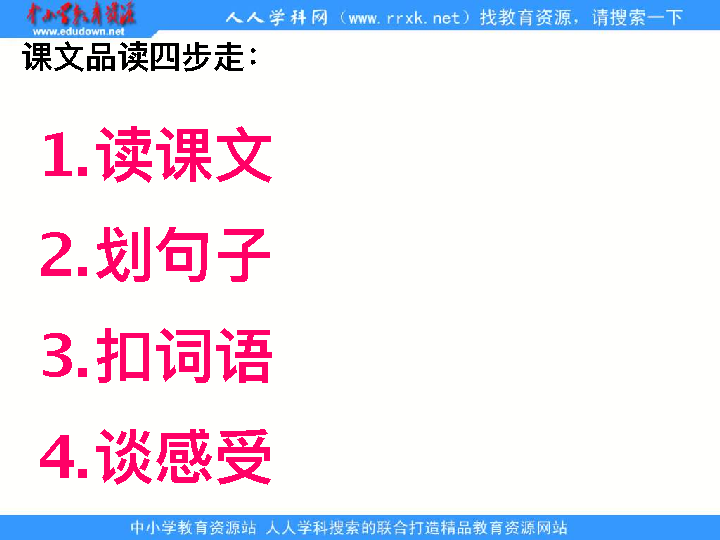 中小学教育资源
www.edudown.net
人人学科网（www.rrxk.net）找教育资源，请搜索一下
课文品读四步走：
1.读课文
2.划句子
3.扣词语
4.谈感受
中小学教育资源站 人人学科搜索的联合打造精品教育资源网站